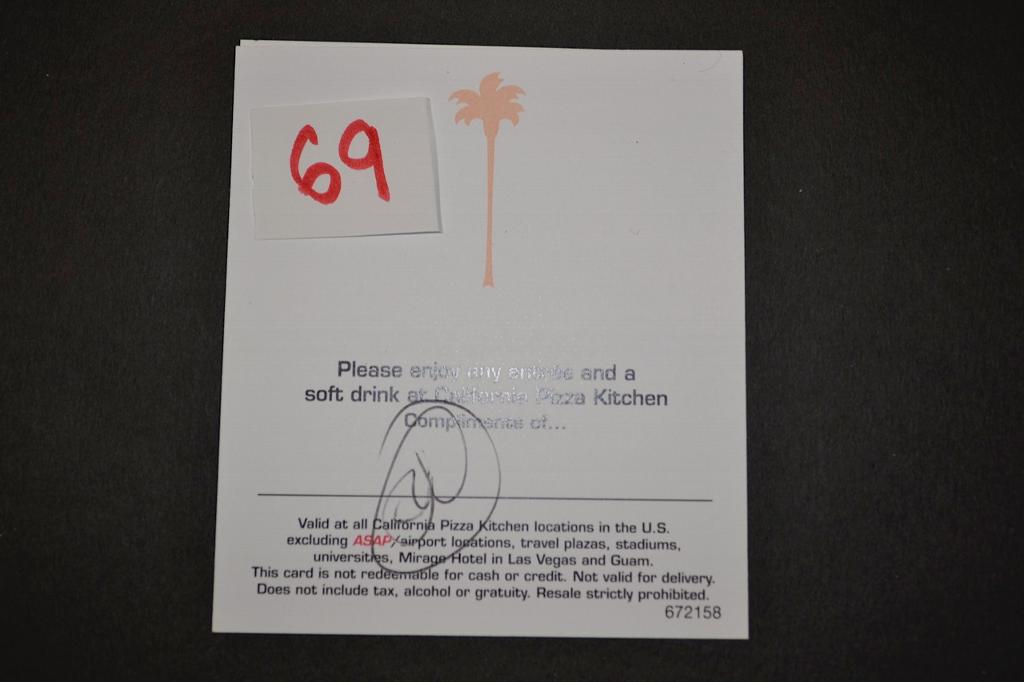 69
Please enjoy any entrée and a
soft drink at California Pizza Kitchen
Compliments of...
Valid at all California Pizza Kitchen locations in the U.S.
excluding ASAP/airport locations, travel plazas, stadiums,
universities, Mirage Hotel in Las Vegas and Guam.
This card is not redeemable for cash or credit. Not valid for delivery.
Does not include tax, alcohol or gratuity. Resale strictly prohibited.
672158